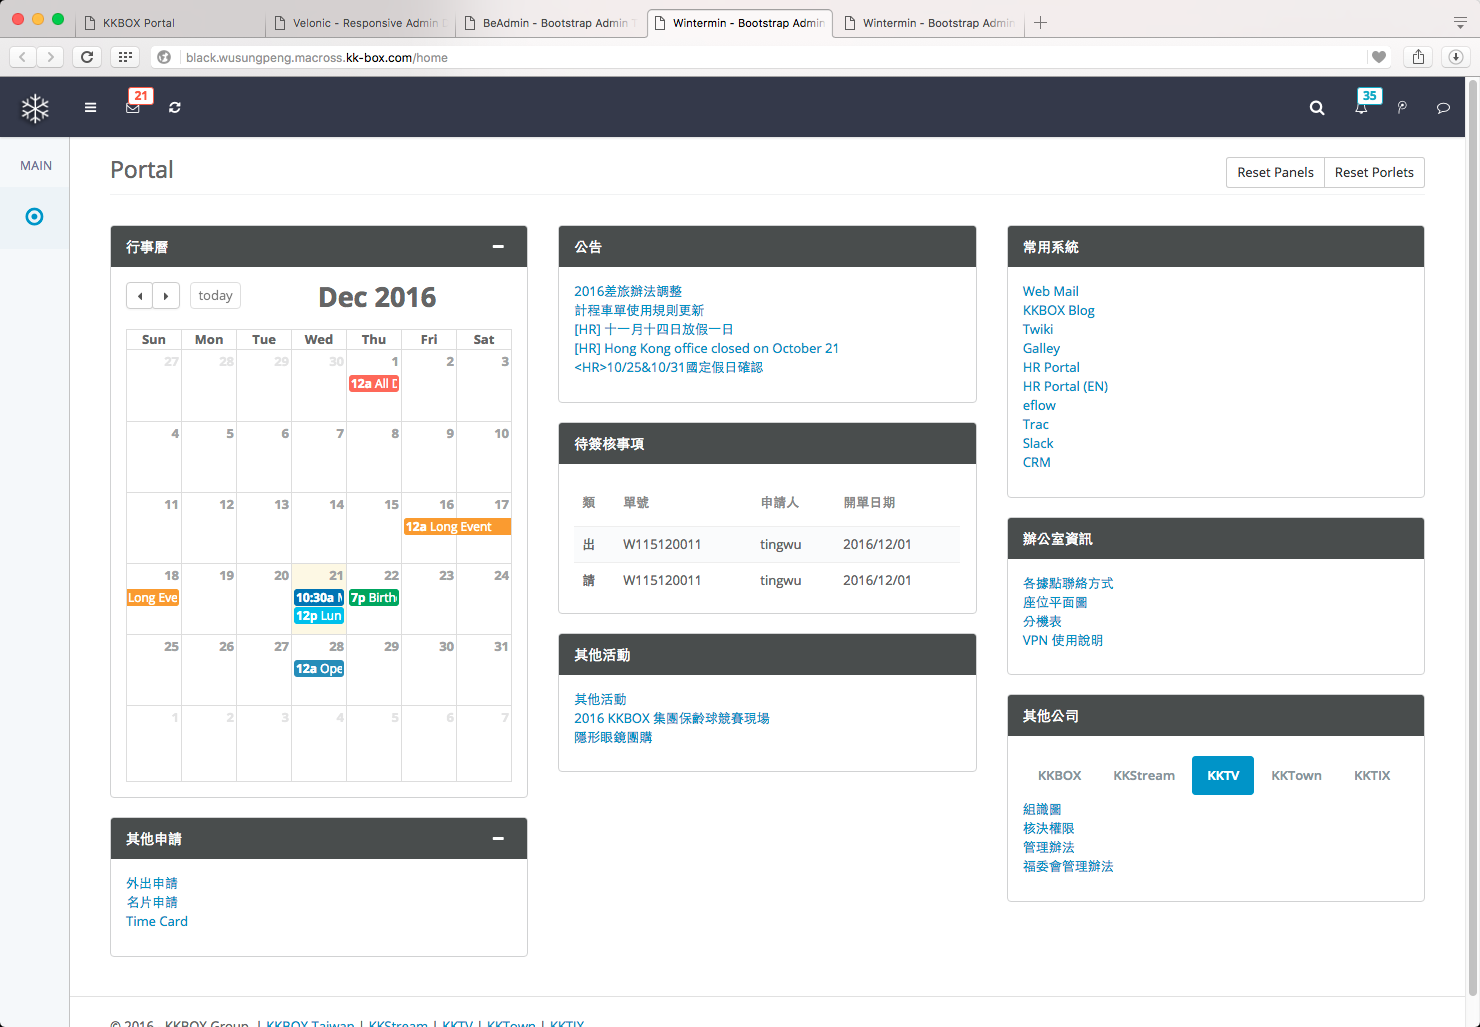 KKBOX Portal
Velonic - Responsive Admin
BeAdmin - Bootstrap Admin
Wintermin - Bootstrap Admin
Wintermin - Bootstrap Admin
black.wusungpeng.macross.kk-box.com/home
21
35
MAIN
Portal
Reset Panels
Reset Porlets
行事曆
today
Dec 2016
Sun Mon Tue Wed Thu Fri Sat
27 28 29 30 1 2 3
12a All D
4 5 6 7 8 9 10
11 12 13 14 15 16 17
12a Long Event
18 19 20 21 22 23 24
Long Eve 10:30a M 7p Birth
12p Lun
25 26 27 28 29 30 31
12a Ope
1 2 3 4 5 6 7
其他申請
外出申請
名片申請
Time Card
公告
2016差旅辦法調整
計程車單使用規則更新
[HR] 十一月十四日放假一日
[HR] Hong Kong office closed on October 21
<HR>10/25&10/31國定假日確認
待簽核事項
類 單號 申請人 開單日期
出 W115120011 tingwu 2016/12/01
請 W115120011 tingwu 2016/12/01
其他活動
其他活動
2016 KKBOX 集團保齡球競賽現場
隱形眼鏡團購
常用系統
Web Mail
KKBOX Blog
Twiki
Galley
HR Portal
HR Portal (EN)
eflow
Trac
Slack
CRM
辦公室資訊
各據點聯絡方式
座位平面圖
分機表
VPN 使用說明
其他公司
KKBOX KKStream KKTV KKTown KKTIX
組識圖
核決權限
管理辦法
福委會管理辦法
© 2016 KKBOX Group. | KKBOX Taiwan | KKStream | KKTV | KKTown | KKTIX